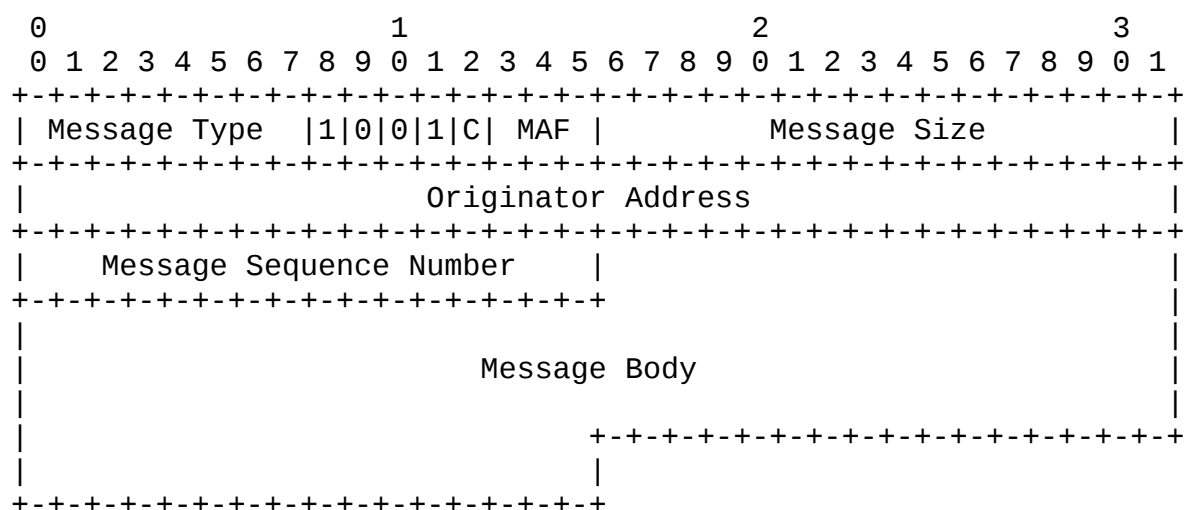 0                   1                   2                   3
 0 1 2 3 4 5 6 7 8 9 0 1 2 3 4 5 6 7 8 9 0 1 2 3 4 5 6 7 8 9 0 1
+-+-+-+-+-+-+-+-+-+-+-+-+-+-+-+-+-+-+-+-+-+-+-+-+-+-+-+-+-+-+-+-+
| Message Type  |1|0|0|1|C| MAF |         Message Size          |
+-+-+-+-+-+-+-+-+-+-+-+-+-+-+-+-+-+-+-+-+-+-+-+-+-+-+-+-+-+-+-+-+
|                      Originator Address                       |
+-+-+-+-+-+-+-+-+-+-+-+-+-+-+-+-+-+-+-+-+-+-+-+-+-+-+-+-+-+-+-+-+
|    Message Sequence Number    |                               |
+-+-+-+-+-+-+-+-+-+-+-+-+-+-+-+-+                               |
|                                                               |
|                         Message Body                          |
|                                                               |
|                               +-+-+-+-+-+-+-+-+-+-+-+-+-+-+-+-+
|                               |
+-+-+-+-+-+-+-+-+-+-+-+-+-+-+-+-+